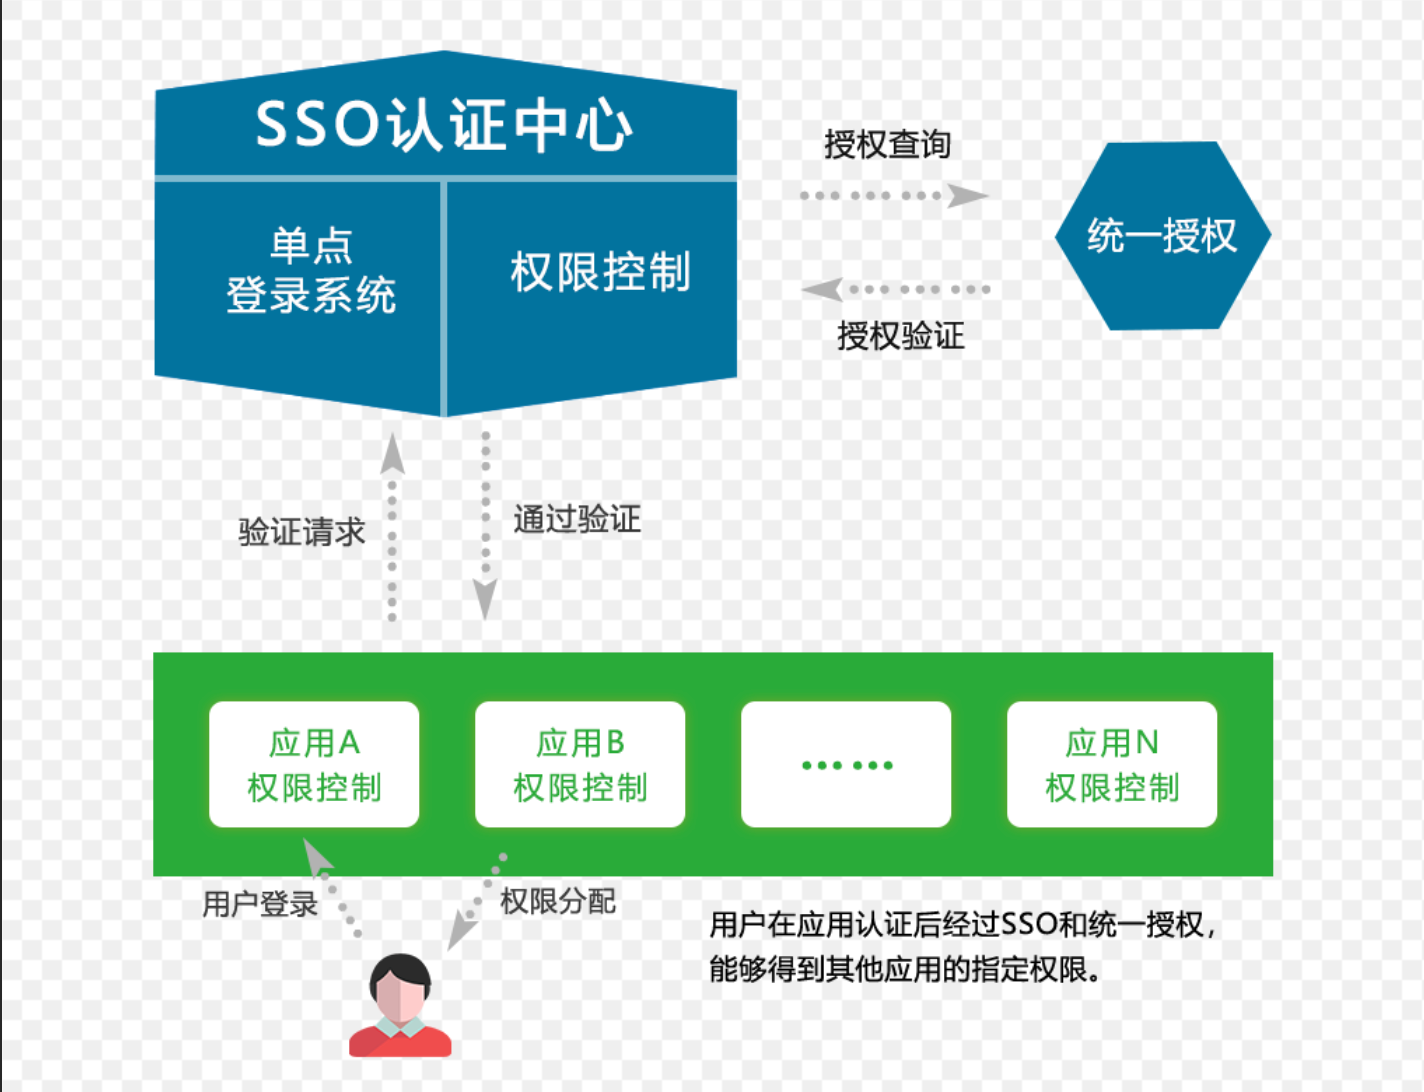 SSO认证中心
单点
登录系统
权限控制
授权查询
统一授权
授权验证
验证请求
通过验证
应用A
权限控制
应用B
权限控制
……
应用N
权限控制
用户登录
权限分配
用户在应用认证后经过SSO和统一授权，
能够得到其他应用的指定权限。